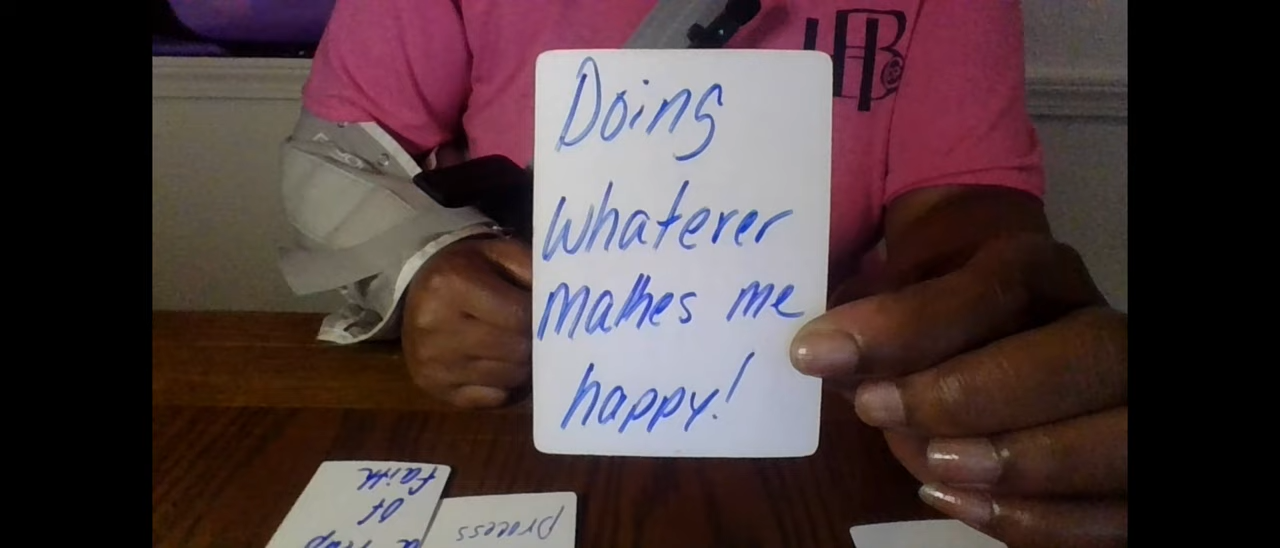 Doing
whatever
makes me
happy!
faith
of
a
process